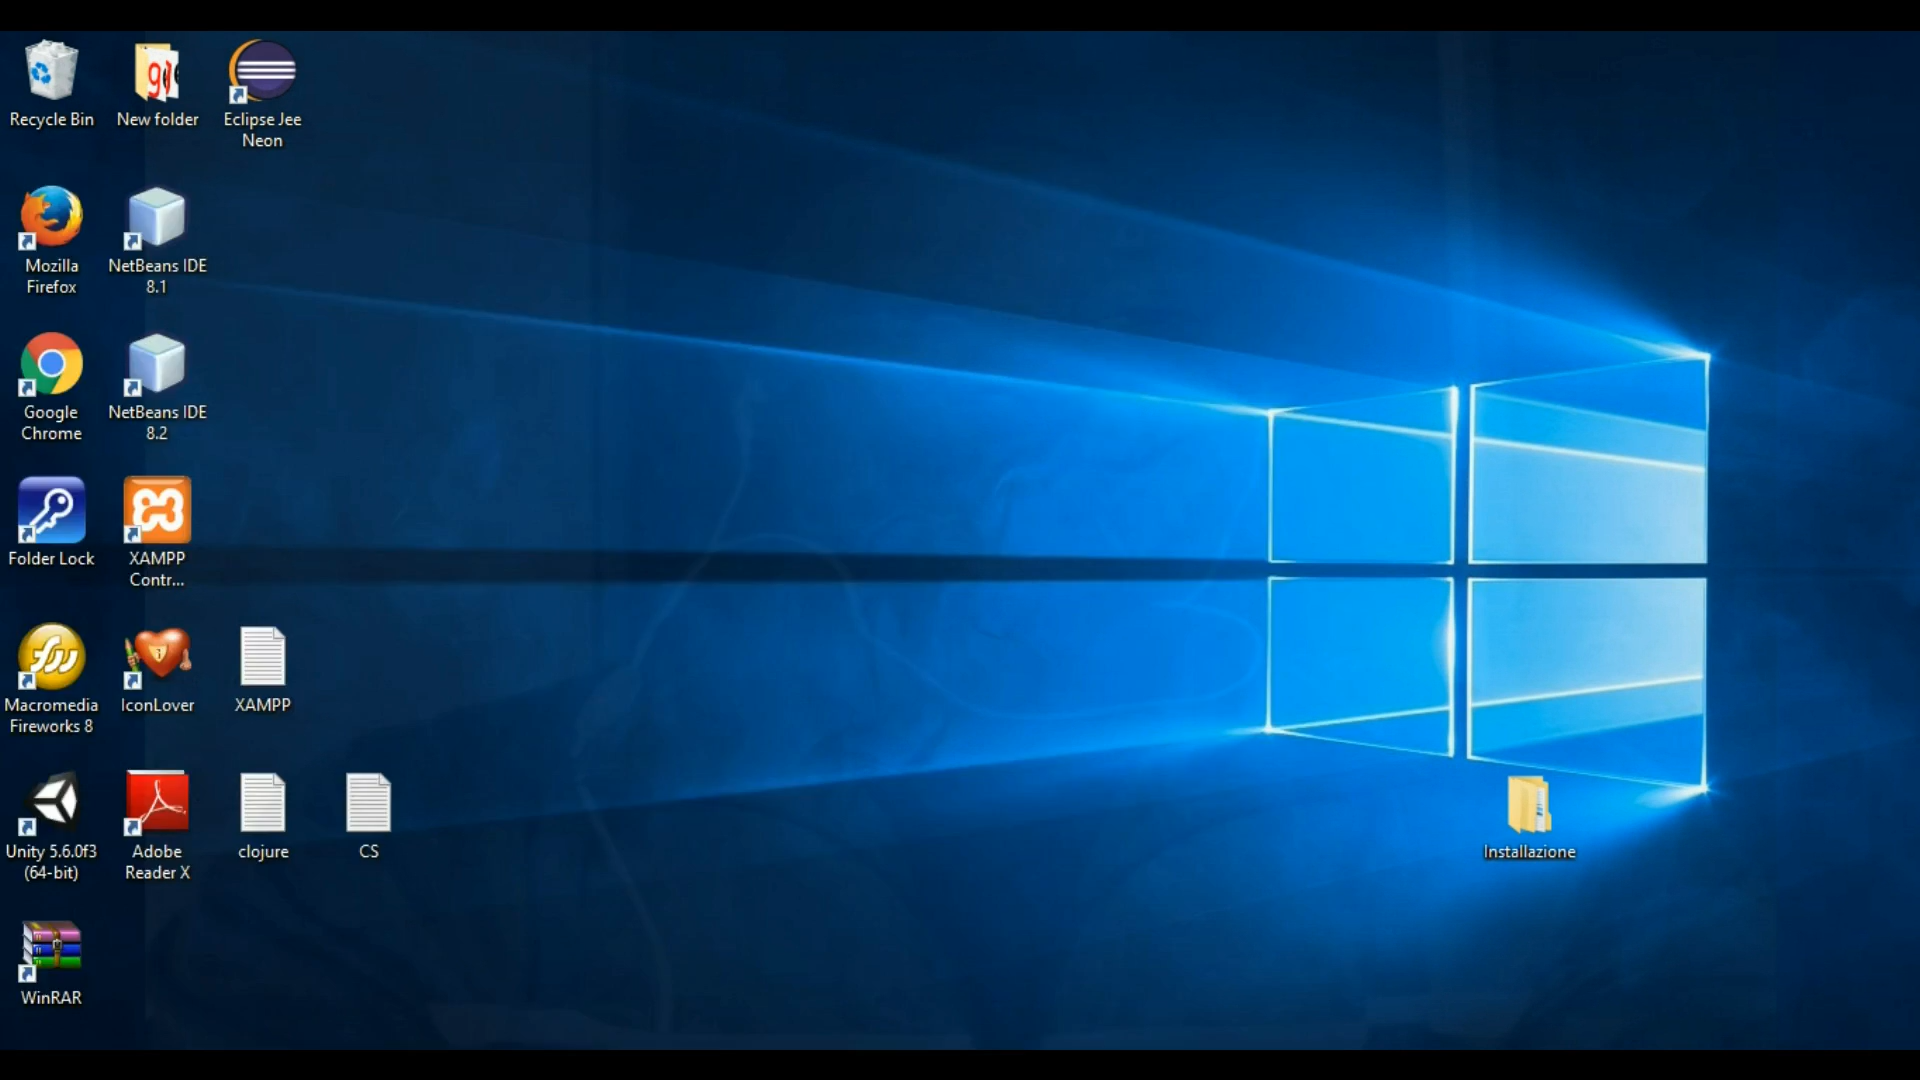 Recycle Bin
New folder
Eclipse Jee
Neon
Mozilla
Firefox
NetBeans IDE
8.1
Google
Chrome
NetBeans IDE
8.2
Folder Lock
XAMPP
Contr...
Macromedia
Fireworks 8
IconLover
XAMPP
Unity 5.6.0f3
(64-bit)
Adobe
Reader X
clojure
CS
Installazione
WinRAR